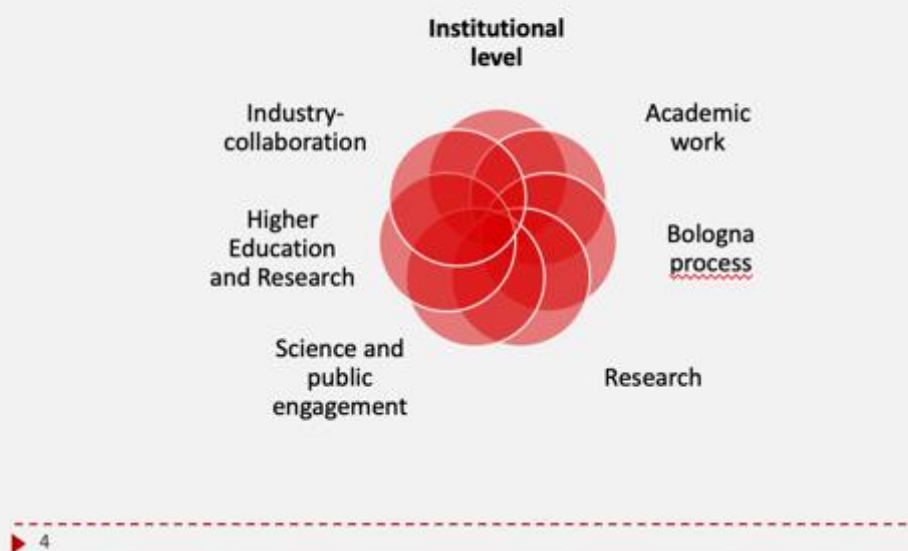 Institutional
level
Industry-
collaboration
Academic
work
Higher
Education
and Research
Bologna
process
Science and
public
engagement
Research
4